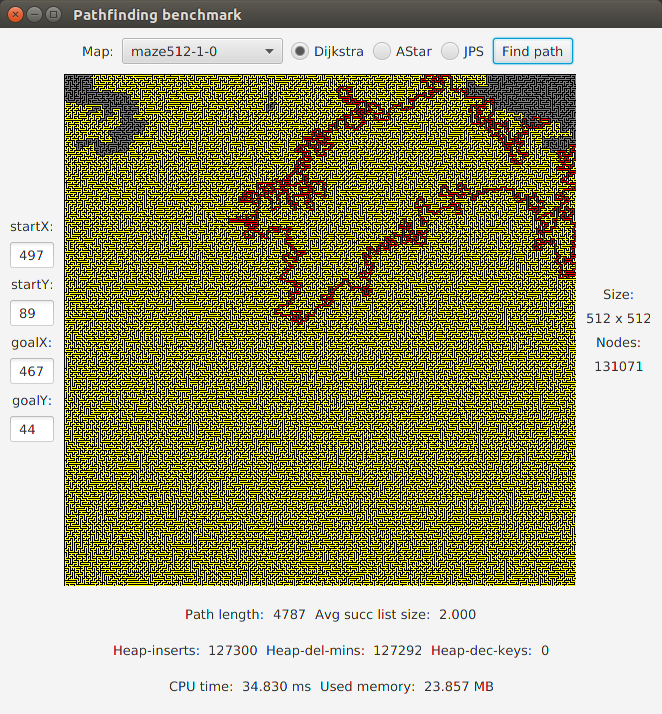 Pathfinding benchmark
Map: maze512-1-0 Dijkstra AStar JPS Find path
startX:
497
startY:
89
goalX:
467
goalY:
44
Size:
512 x 512
Nodes:
131071
Path length: 4787 Avg succ list size: 2.000
Heap-inserts: 127300 Heap-del-mins: 127292 Heap-dec-keys: 0
CPU time: 34.830 ms Used memory: 23.857 MB